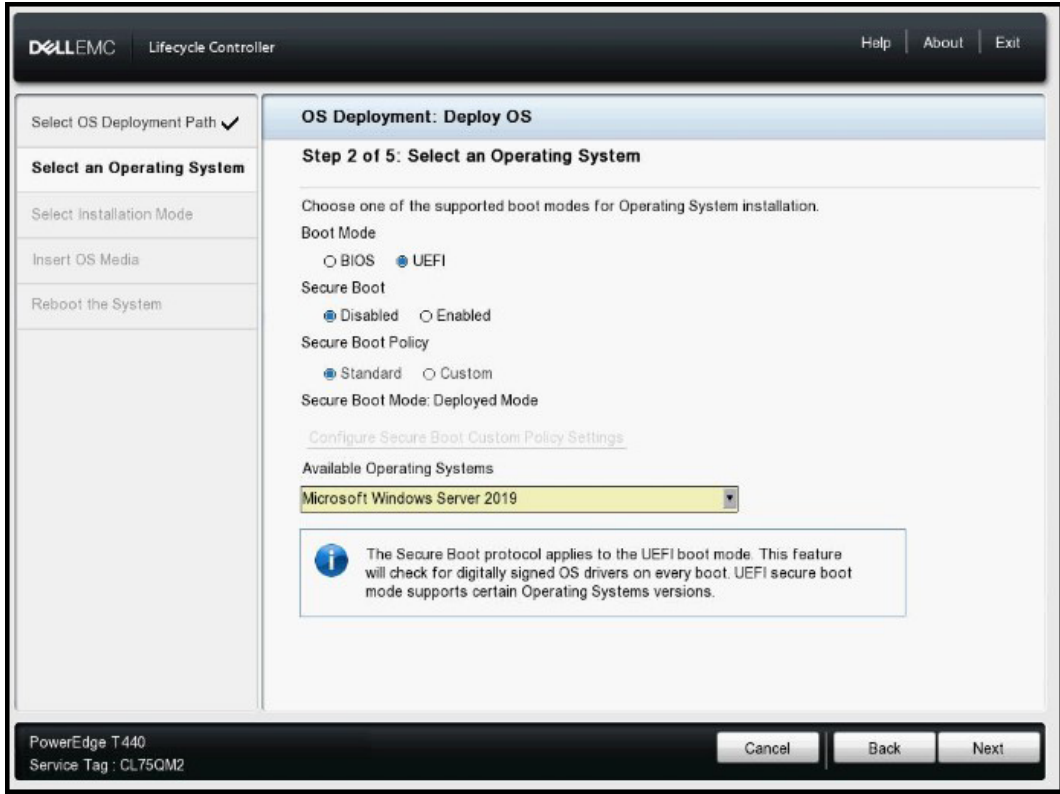 DELLEMC Lifecycle Controller
Help About Exit
Select OS Deployment Path
Select an Operating System
Select Installation Mode
Insert OS Media
Reboot the System
OS Deployment: Deploy OS
Step 2 of 5: Select an Operating System
Choose one of the supported boot modes for Operating System installation.
Boot Mode
BIOS UEFI
Secure Boot
Disabled Enabled
Secure Boot Policy
Standard Custom
Secure Boot Mode: Deployed Mode
Configure Secure Boot Custom Policy Settings
Available Operating Systems
Microsoft Windows Server 2019
The Secure Boot protocol applies to the UEFI boot mode. This feature
will check for digitally signed OS drivers on every boot. UEFI secure boot
mode supports certain Operating Systems versions.
PowerEdge T440
Service Tag : CL75QM2
Cancel Back Next